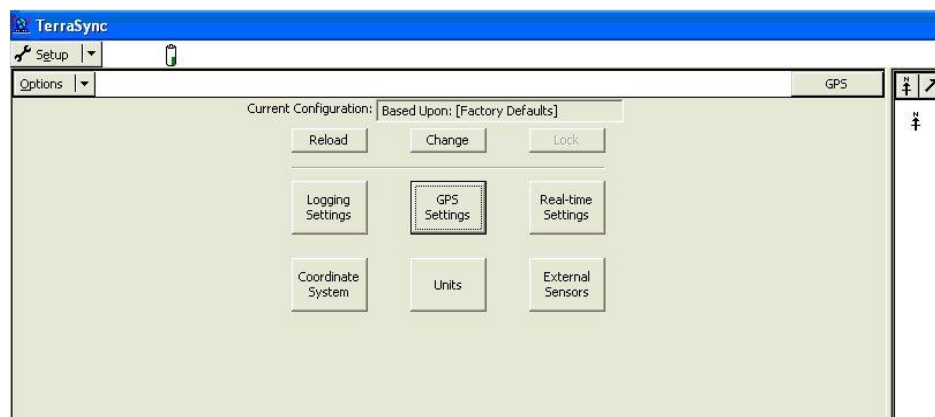 TerraSync
Setup
Options GPS
Current Configuration: Based Upon: [Factory Defaults]
Reload Change Lock
Logging Settings GPS Settings Real-time Settings
Coordinate System Units External Sensors
N N